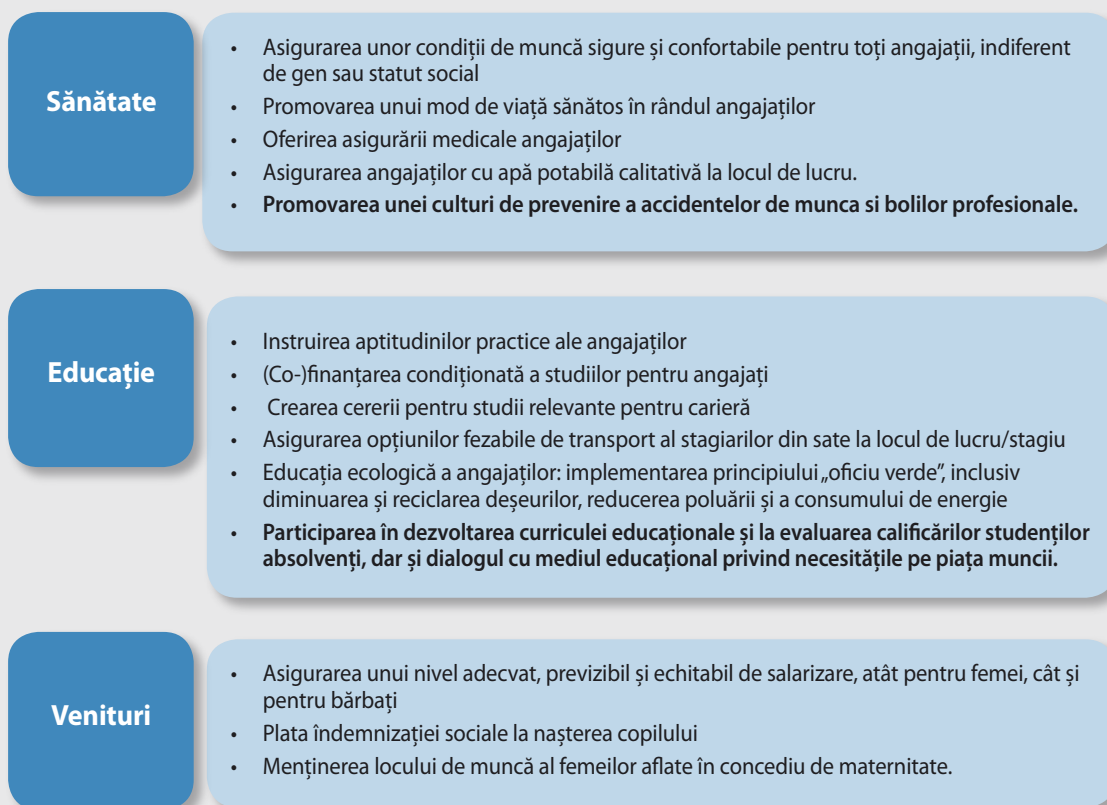 Sănătate
• Asigurarea unor condiții de muncă sigure și confortabile pentru toți angajații, indiferent
de gen sau statut social
• Promovarea unui mod de viață sănătos în rândul angajaților
• Oferirea asigurării medicale angajaților
• Asigurarea angajaților cu apă potabilă calitativă la locul de lucru.
• Promovarea unei culturi de prevenire a accidentelor de munca si bolilor profesionale.
Educație
• Instruirea aptitudinilor practice ale angajaților
• (Co-)finanțarea condiționată a studiilor pentru angajați
• Crearea cererii pentru studii relevante pentru carieră
• Asigurarea opțiunilor fezabile de transport al stagiarilor din sate la locul de lucru/stagiu
• Educația ecologică a angajaților: implementarea principiului „oficiu verde”, inclusiv
diminuarea și reciclarea deșeurilor, reducerea poluării și a consumului de energie
• Participarea în dezvoltarea curriculei educaționale și la evaluarea calificărilor studenților
absolvenți, dar și dialogul cu mediul educațional privind necesitățile pe piața muncii.
Venituri
• Asigurarea unui nivel adecvat, previzibil și echitabil de salarizare, atât pentru femei, cât și
pentru bărbați
• Plata îndemnizației sociale la nașterea copilului
• Menținerea locului de muncă al femeilor aflate în concediu de maternitate.